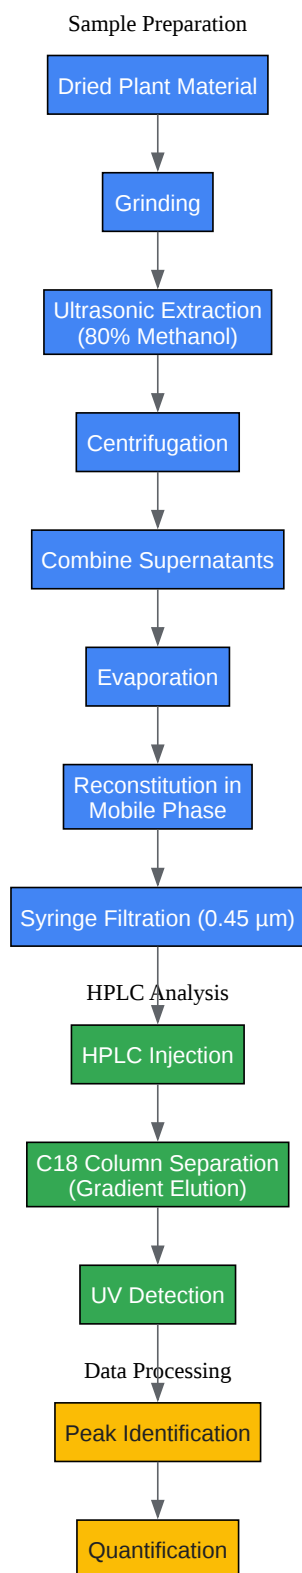 Sample Preparation
Dried Plant Material
Grinding
Ultrasonic Extraction
(80% Methanol)
Centrifugation
Combine Supernatants
Evaporation
Reconstitution in
Mobile Phase
Syringe Filtration (0.45 µm)
HPLC Analysis
HPLC Injection
C18 Column Separation
(Gradient Elution)
UV Detection
Data Processing
Peak Identification
Quantification